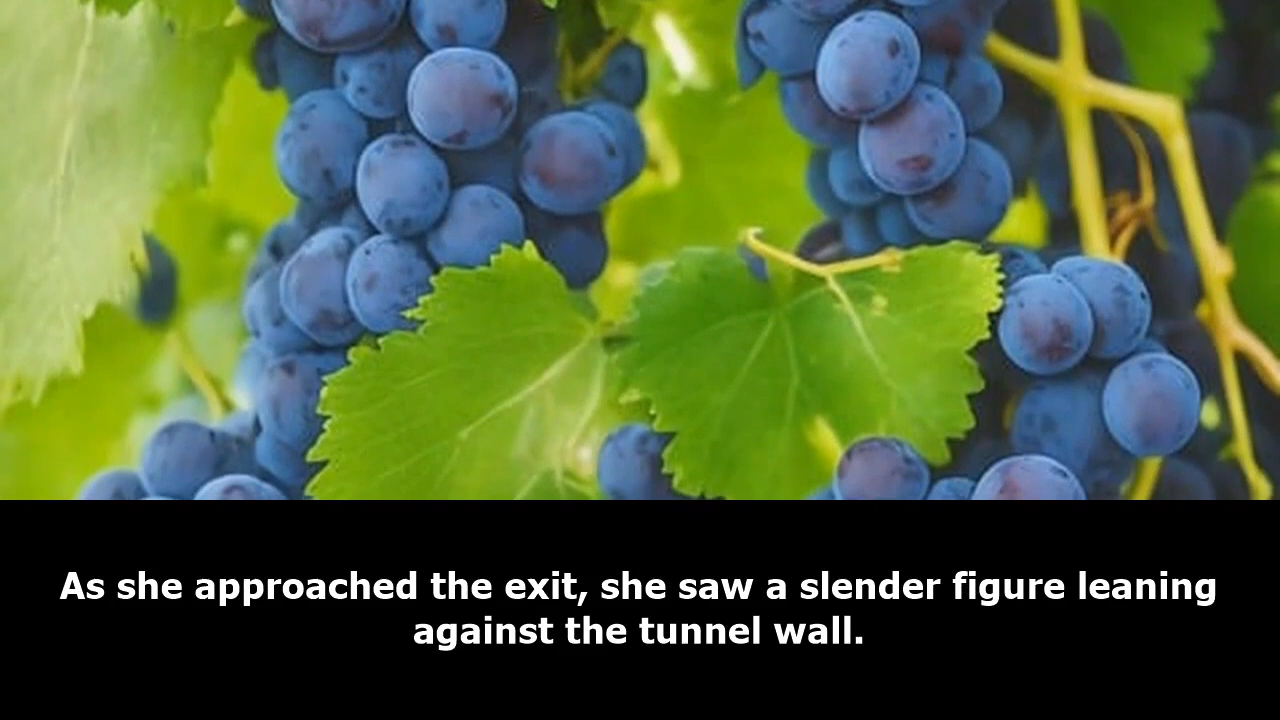 As she approached the exit, she saw a slender figure leaning
against the tunnel wall.